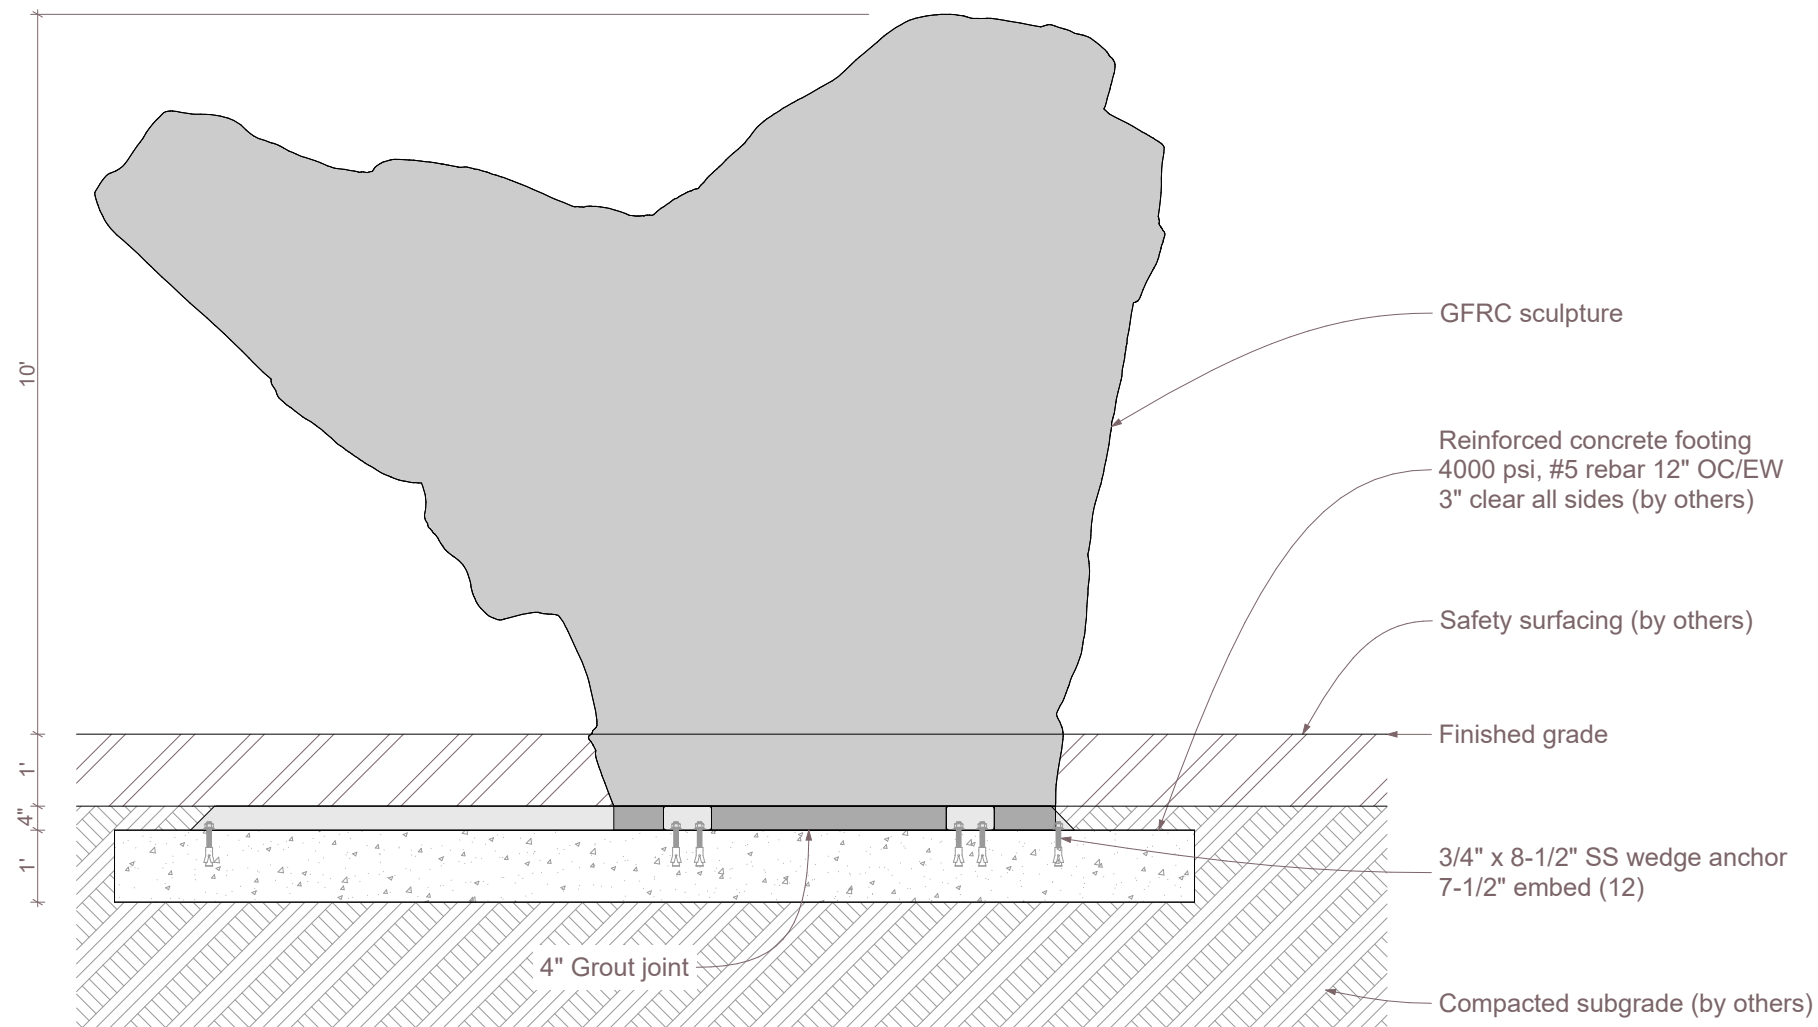 10'
GFRC sculpture
Reinforced concrete footing
4000 psi, #5 rebar 12" OC/EW
3" clear all sides (by others)
Safety surfacing (by others)
Finished grade
1'
4"
1'
3/4" x 8-1/2" SS wedge anchor
7-1/2" embed (12)
4" Grout joint
Compacted subgrade (by others)